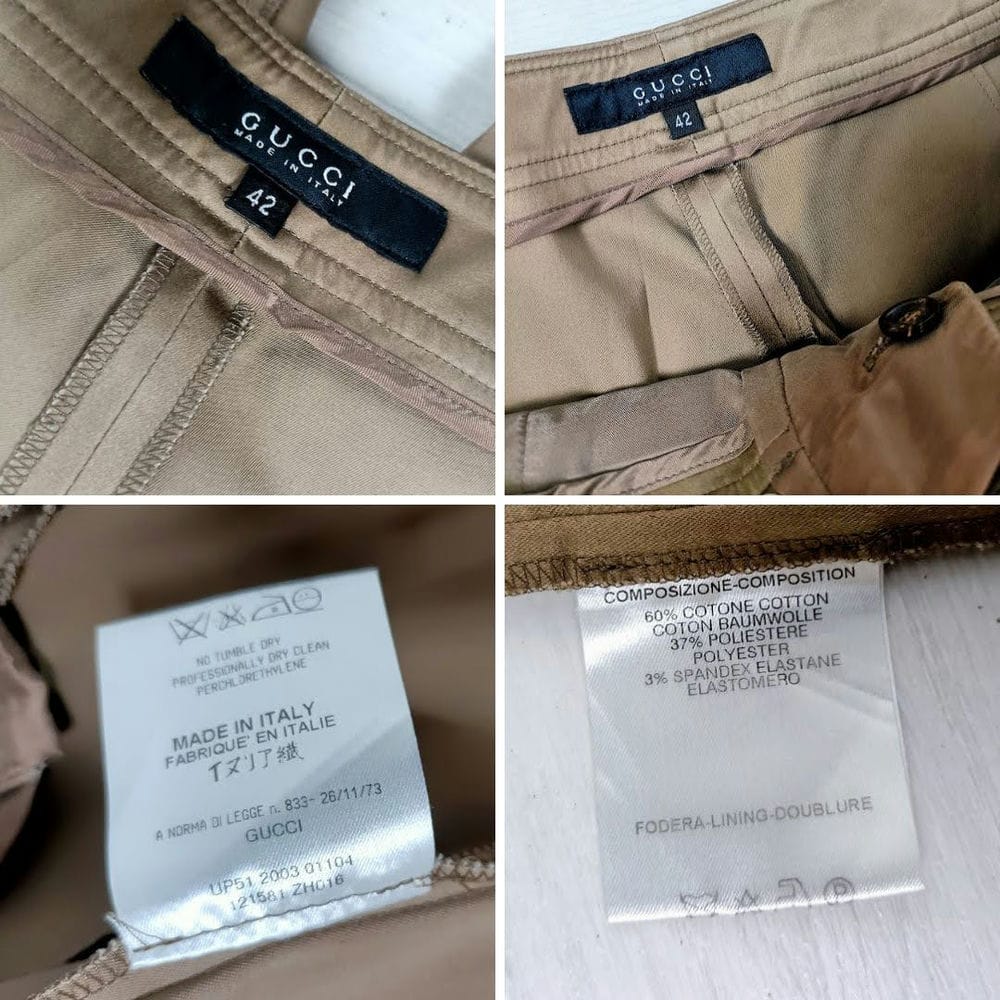 GUCCI
MADE IN ITALY
42
GUCCI
MADE IN ITALY
42
NO TUMBLE DRY
PROFESSIONALLY DRY CLEAN
PERCHLORETHYLENE
MADE IN ITALY
FABRIQUE' EN ITALIE
A NORMA DI LEGGE n. 833- 26/11/73
GUCCI
UP51 2003 01104
121581 ZH016
COMPOSIZIONE-COMPOSITION
60% COTONE COTTON
COTON BAUMWOLLE
37% POLIESTERE
POLYESTER
3% SPANDEX ELASTANE
ELASTOMERO
FODERA-LINING-DOUBLURE